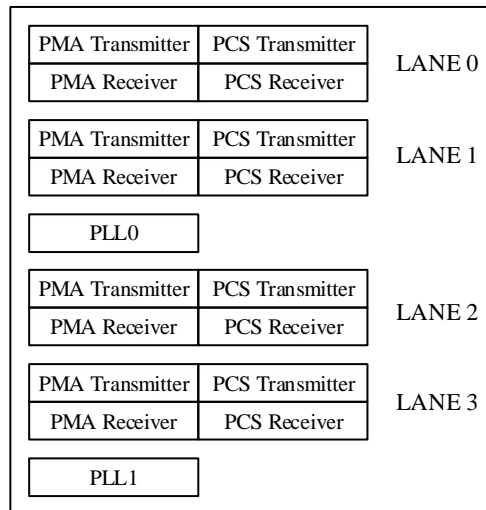 PMA Transmitter PCS Transmitter
PMA Receiver PCS Receiver
LANE 0
PMA Transmitter PCS Transmitter
PMA Receiver PCS Receiver
LANE 1
PLL0
PMA Transmitter PCS Transmitter
PMA Receiver PCS Receiver
LANE 2
PMA Transmitter PCS Transmitter
PMA Receiver PCS Receiver
LANE 3
PLL1